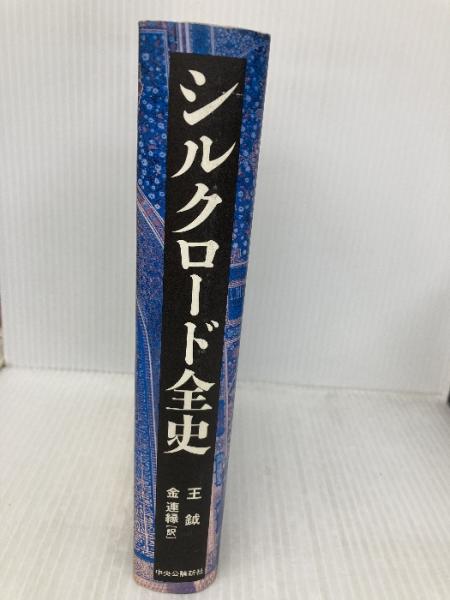 シルクロード全史
王鉞
金連縁[訳]
中央公論新社